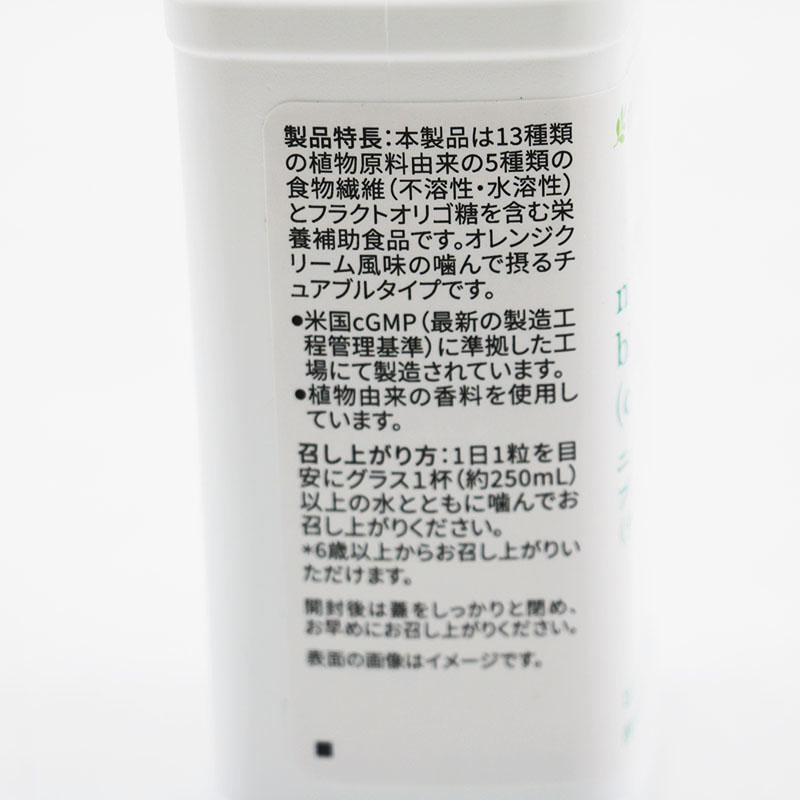 製品特長：本製品は13種類
の植物原料由来の5種類の
食物繊維（不溶性・水溶性）
とフラクトオリゴ糖を含む栄
養補助食品です。オレンジク
リーム風味の噛んで摂るチ
ュアブルタイプです。
●米国cGMP（最新の製造工
程管理基準）に準拠した工
場にて製造されています。
●植物由来の香料を使用し
ています。
召し上がり方：1日1粒を目
安にグラス1杯（約250mL）
以上の水とともに噛んでお
召し上がりください。
*6歳以上からお召し上がりい
ただけます。
開封後は蓋をしっかりと閉め、
お早めにお召し上がりください。
表面の画像はイメージです。